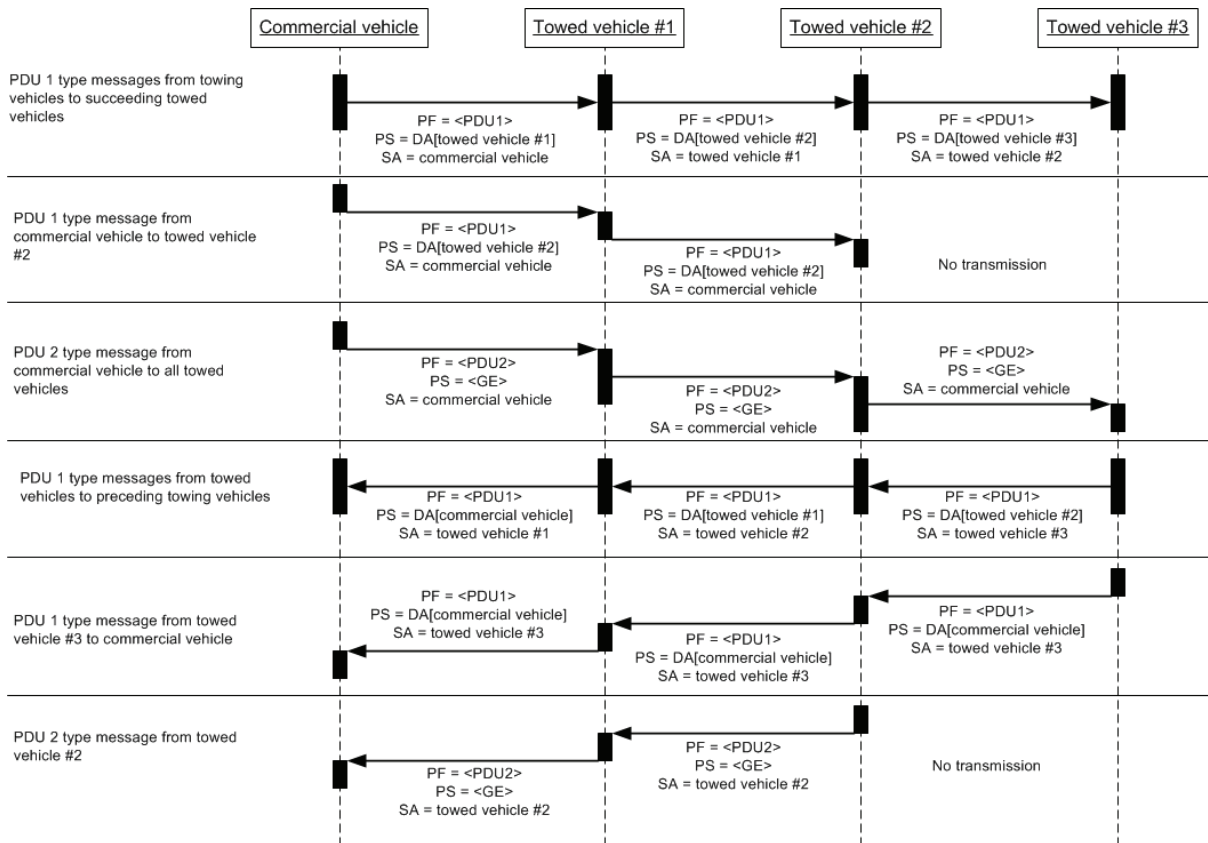 Commercial vehicle
Towed vehicle #1
Towed vehicle #2
Towed vehicle #3
PDU 1 type messages from towing
vehicles to succeeding towed
vehicles
PF = <PDU1>
PS = DA[towed vehicle #1]
SA = commercial vehicle
PF = <PDU1>
PS = DA[towed vehicle #2]
SA = towed vehicle #1
PF = <PDU1>
PS = DA[towed vehicle #3]
SA = towed vehicle #2
PDU 1 type message from
commercial vehicle to towed vehicle
#2
PF = <PDU1>
PS = DA[towed vehicle #2]
SA = commercial vehicle
PF = <PDU1>
PS = DA[towed vehicle #2]
SA = commercial vehicle
No transmission
PDU 2 type message from
commercial vehicle to all towed
vehicles
PF = <PDU2>
PS = <GE>
SA = commercial vehicle
PF = <PDU2>
PS = <GE>
SA = commercial vehicle
PF = <PDU2>
PS = <GE>
SA = commercial vehicle
PDU 1 type messages from towed
vehicles to preceding towing vehicles
PF = <PDU1>
PS = DA[commercial vehicle]
SA = towed vehicle #1
PF = <PDU1>
PS = DA[towed vehicle #1]
SA = towed vehicle #2
PF = <PDU1>
PS = DA[towed vehicle #2]
SA = towed vehicle #3
PDU 1 type message from towed
vehicle #3 to commercial vehicle
PF = <PDU1>
PS = DA[commercial vehicle]
SA = towed vehicle #3
PF = <PDU1>
PS = DA[commercial vehicle]
SA = towed vehicle #3
PF = <PDU1>
PS = DA[commercial vehicle]
SA = towed vehicle #3
PDU 2 type message from towed
vehicle #2
PF = <PDU2>
PS = <GE>
SA = towed vehicle #2
PF = <PDU2>
PS = <GE>
SA = towed vehicle #2
No transmission